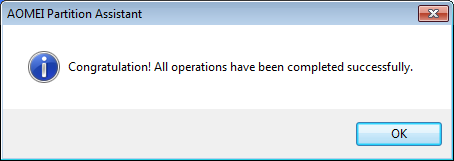 AOMEI Partition Assistant
Congratulation! All operations have been completed successfully.
OK